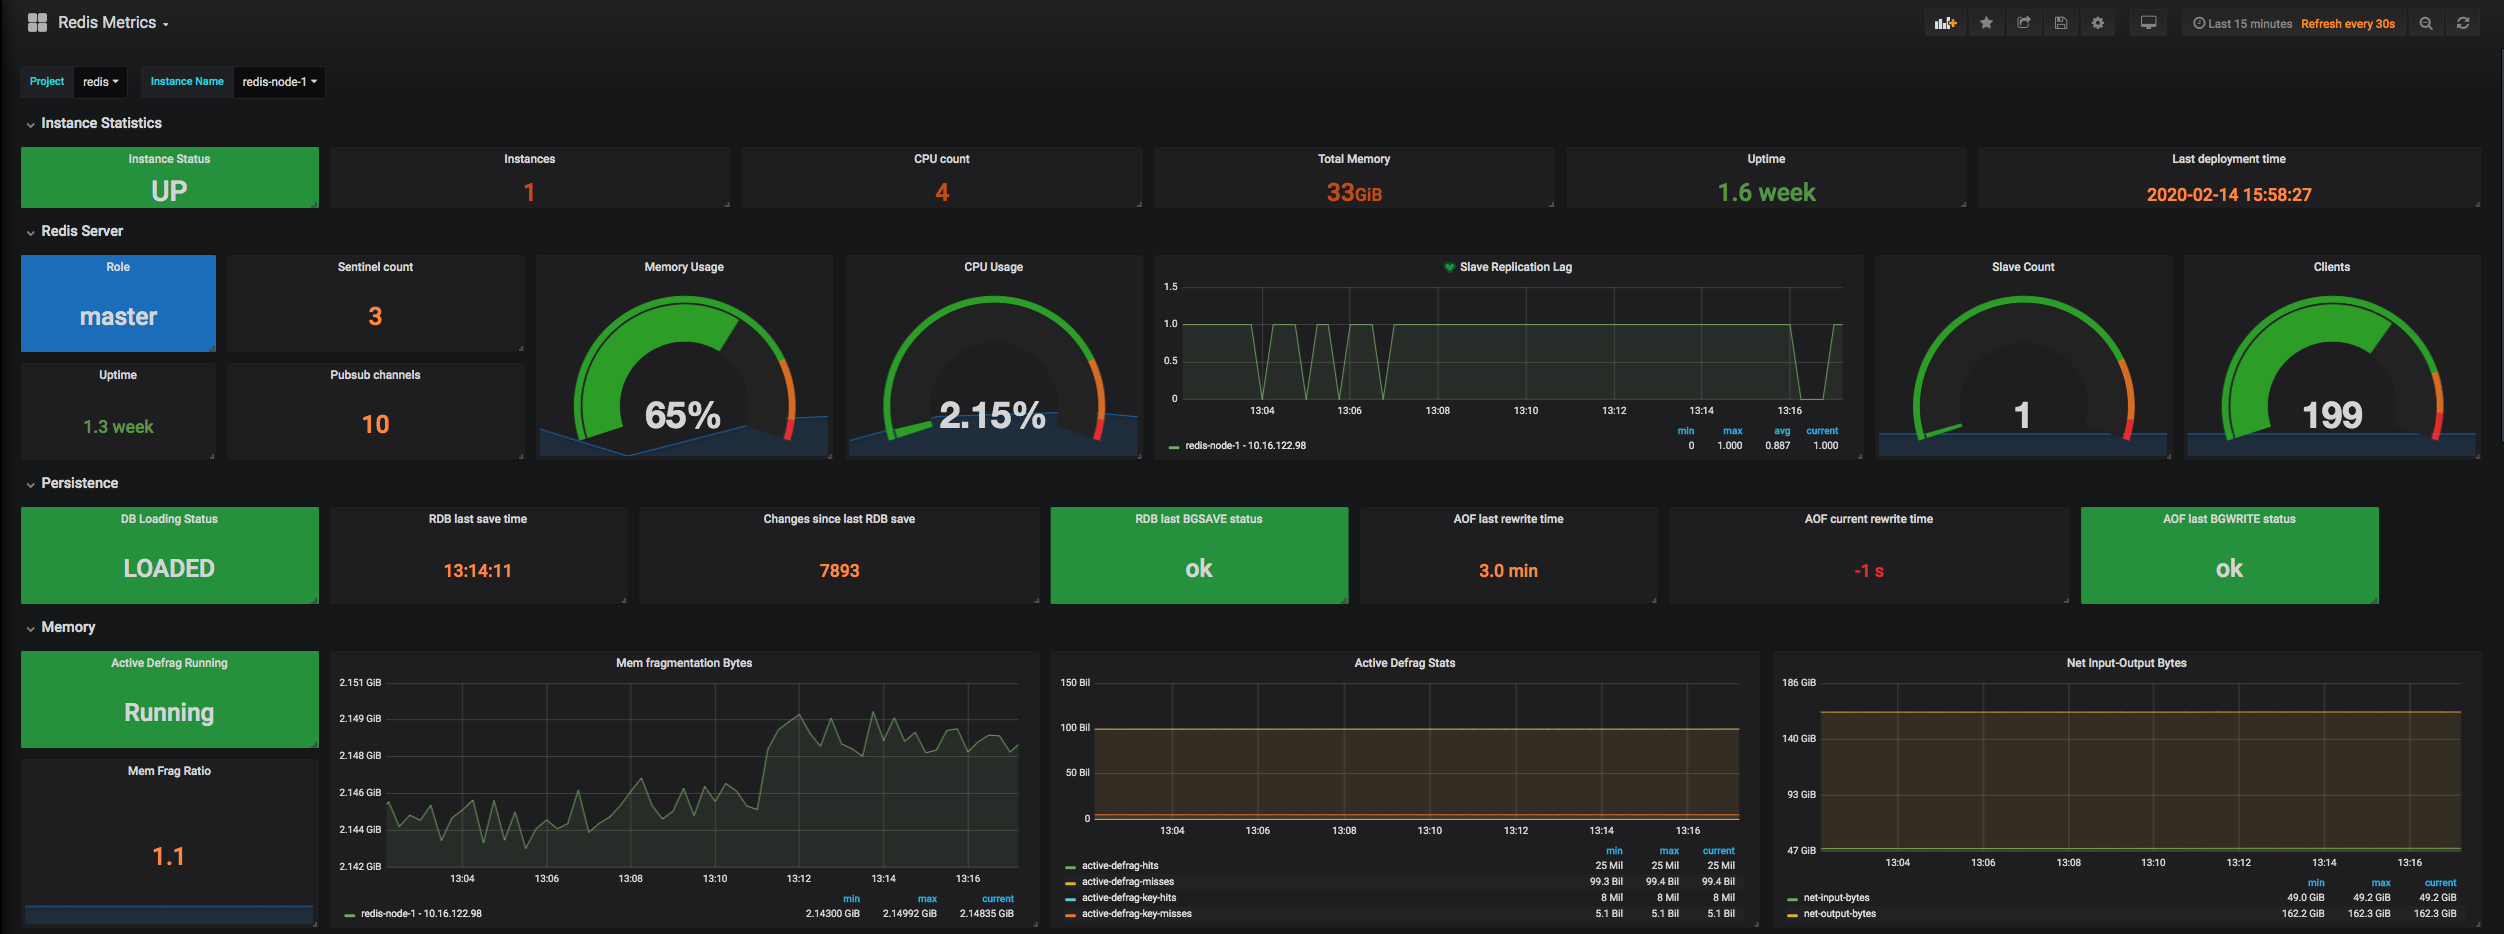 Redis Metrics
Last 15 minutes Refresh every 30s
Project redis Instance Name redis-node-1
Instance Statistics
Instance Status
UP
Instances
1
CPU count
4
Total Memory
33GiB
Uptime
1.6 week
Last deployment time
2020-02-14 15:58:27
Redis Server
Role
master
Sentinel count
3
Uptime
1.3 week
Pubsub channels
10
Memory Usage
65%
CPU Usage
2.15%
Slave Replication Lag
1.5
1.0
0.5
0
13:04 13:06 13:08 13:10 13:12 13:14 13:16
min max avg current
redis-node-1 - 10.16.122.98 0 1.000 0.887 1.000
Slave Count
1
Clients
199
Persistence
DB Loading Status
LOADED
RDB last save time
13:14:11
Changes since last RDB save
7893
RDB last BGSAVE status
ok
AOF last rewrite time
3.0 min
AOF current rewrite time
-1 s
AOF last BGWRITE status
ok
Memory
Active Defrag Running
Running
Mem Frag Ratio
1.1
Mem fragmentation Bytes
2.151 GiB
2.149 GiB
2.148 GiB
2.146 GiB
2.144 GiB
2.142 GiB
13:04 13:06 13:08 13:10 13:12 13:14 13:16
min max current
redis-node-1 - 10.16.122.98 2.14300 GiB 2.14992 GiB 2.14835 GiB
Active Defrag Stats
150 Bil
100 Bil
50 Bil
0
13:04 13:06 13:08 13:10 13:12 13:14 13:16
min max current
active-defrag-hits 25 Mil 25 Mil 25 Mil
active-defrag-misses 99.3 Bil 99.4 Bil 99.4 Bil
active-defrag-key-hits 8 Mil 8 Mil 8 Mil
active-defrag-key-misses 5.1 Bil 5.1 Bil 5.1 Bil
Net Input-Output Bytes
186 GiB
140 GiB
93 GiB
47 GiB
13:04 13:06 13:08 13:10 13:12 13:14 13:16
min max current
net-input-bytes 49.0 GiB 49.2 GiB 49.2 GiB
net-output-bytes 162.2 GiB 162.3 GiB 162.3 GiB